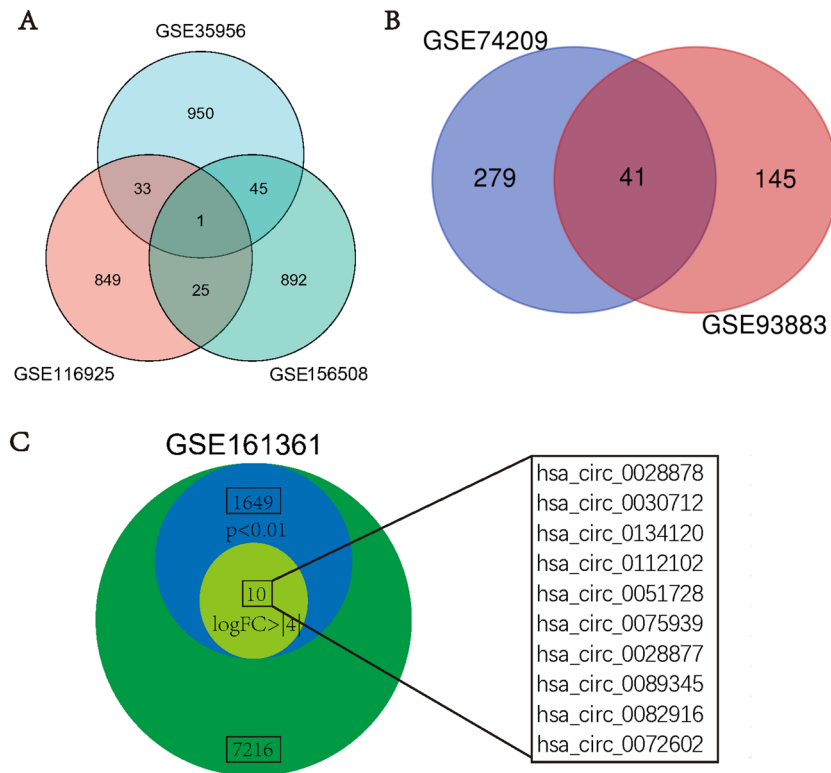 A
GSE35956
950
33
45
1
849
25
892
GSE116925
GSE156508
B
GSE74209
279
41
145
GSE93883
C
GSE161361
1649
p<0.01
10
logFC>|4|
7216
hsa_circ_0028878
hsa_circ_0030712
hsa_circ_0134120
hsa_circ_0112102
hsa_circ_0051728
hsa_circ_0075939
hsa_circ_0028877
hsa_circ_0089345
hsa_circ_0082916
hsa_circ_0072602